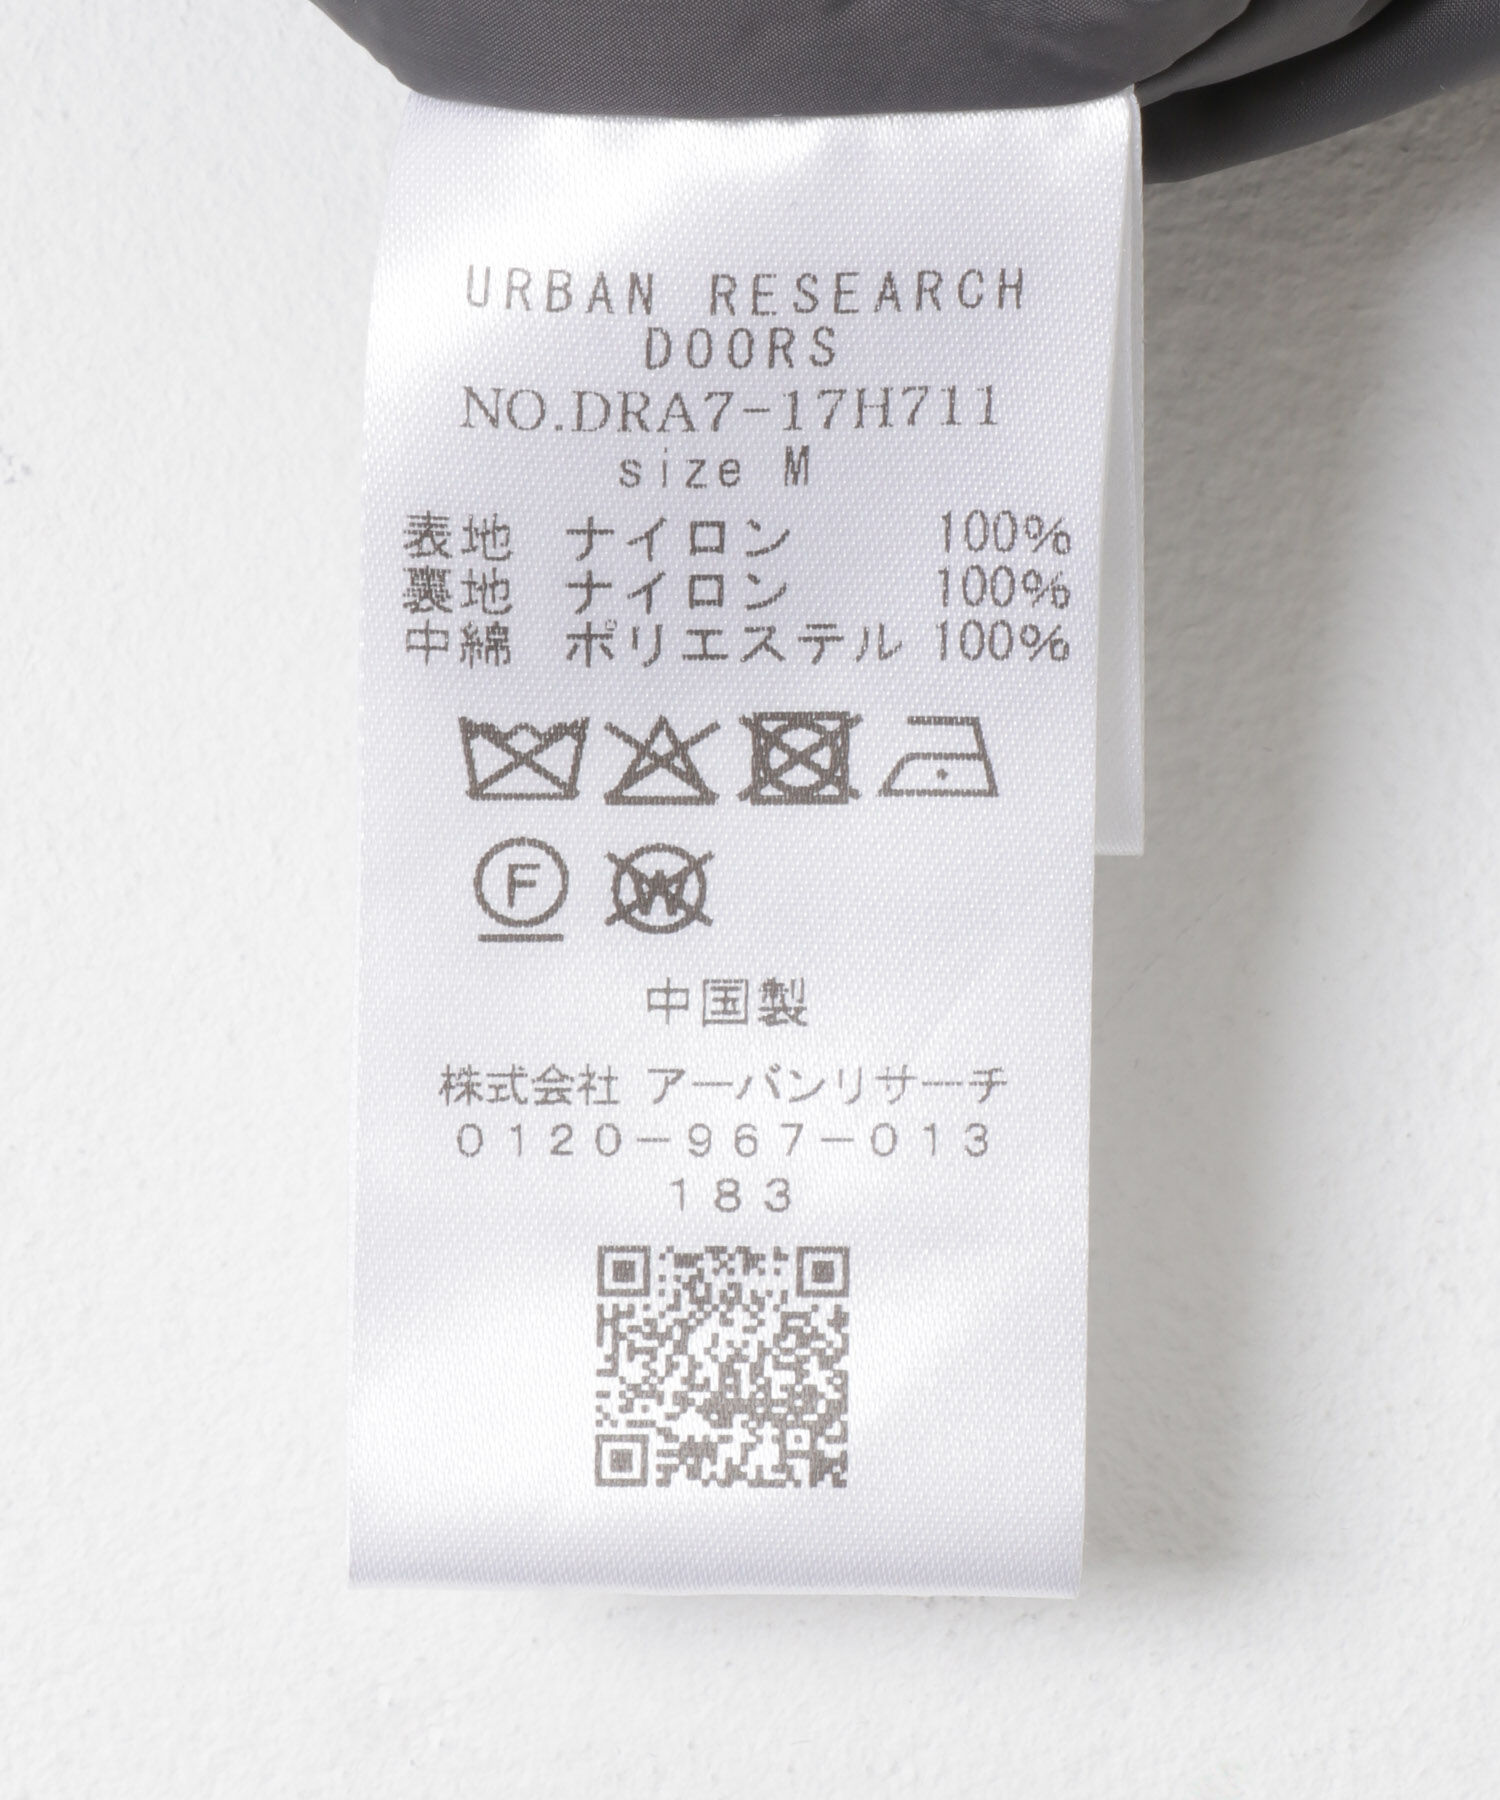 URBAN RESEARCH
DOORS
NO.DRA7-17H711
size M
表地 ナイロン 100%
裏地 ナイロン 100%
中綿 ポリエステル 100%
F W
中国製
株式会社 アーバンリサーチ
0120-967-013
183